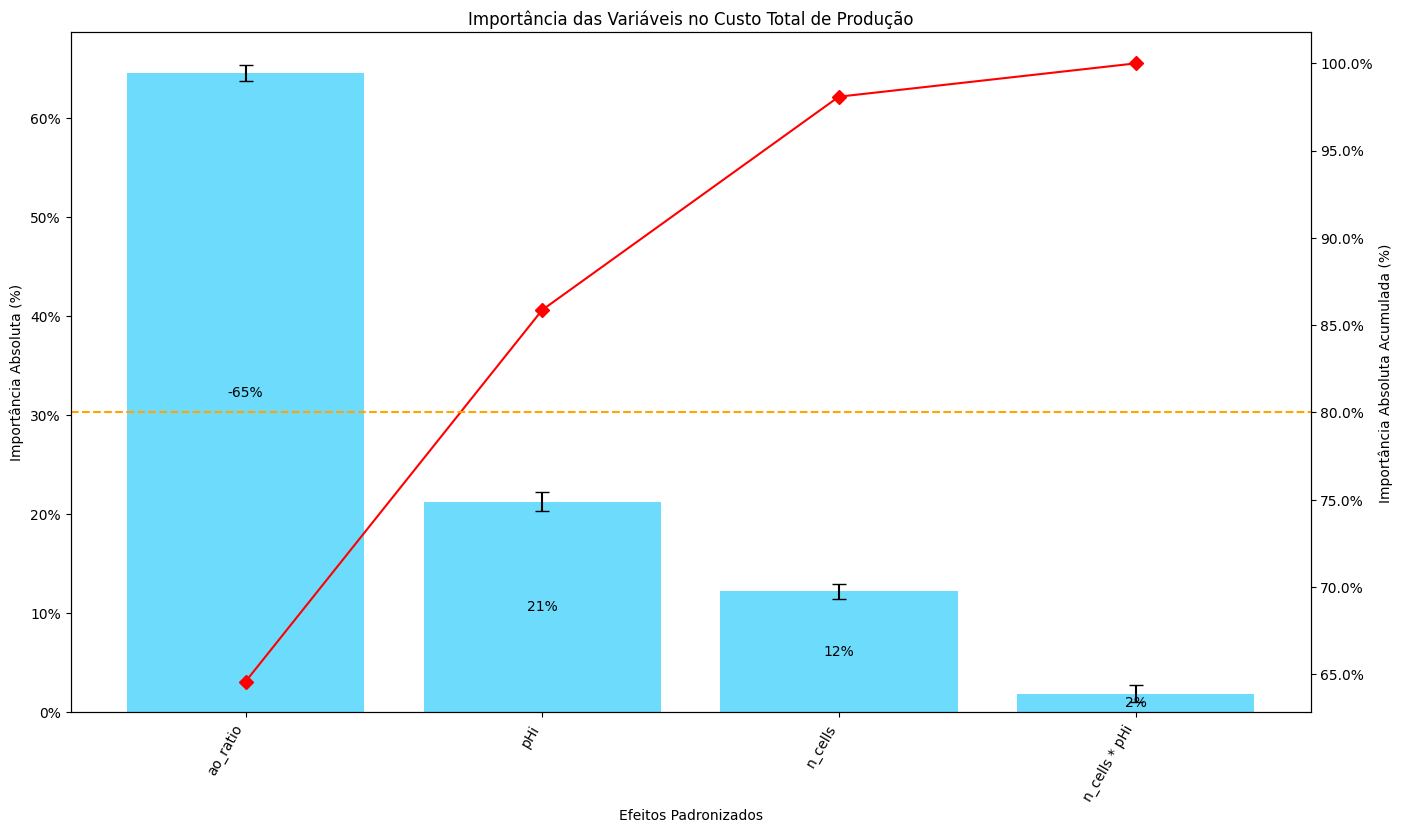 Importância das Variáveis no Custo Total de Produção
Importância Absoluta (%)
60%
50%
40%
30%
20%
10%
0%
-65%
21%
12%
2%
100.0%
95.0%
90.0%
85.0%
80.0%
75.0%
70.0%
65.0%
Importância Absoluta Acumulada (%)
ao_ratio
pHi
n_cells
n_cells * pHi
Efeitos Padronizados